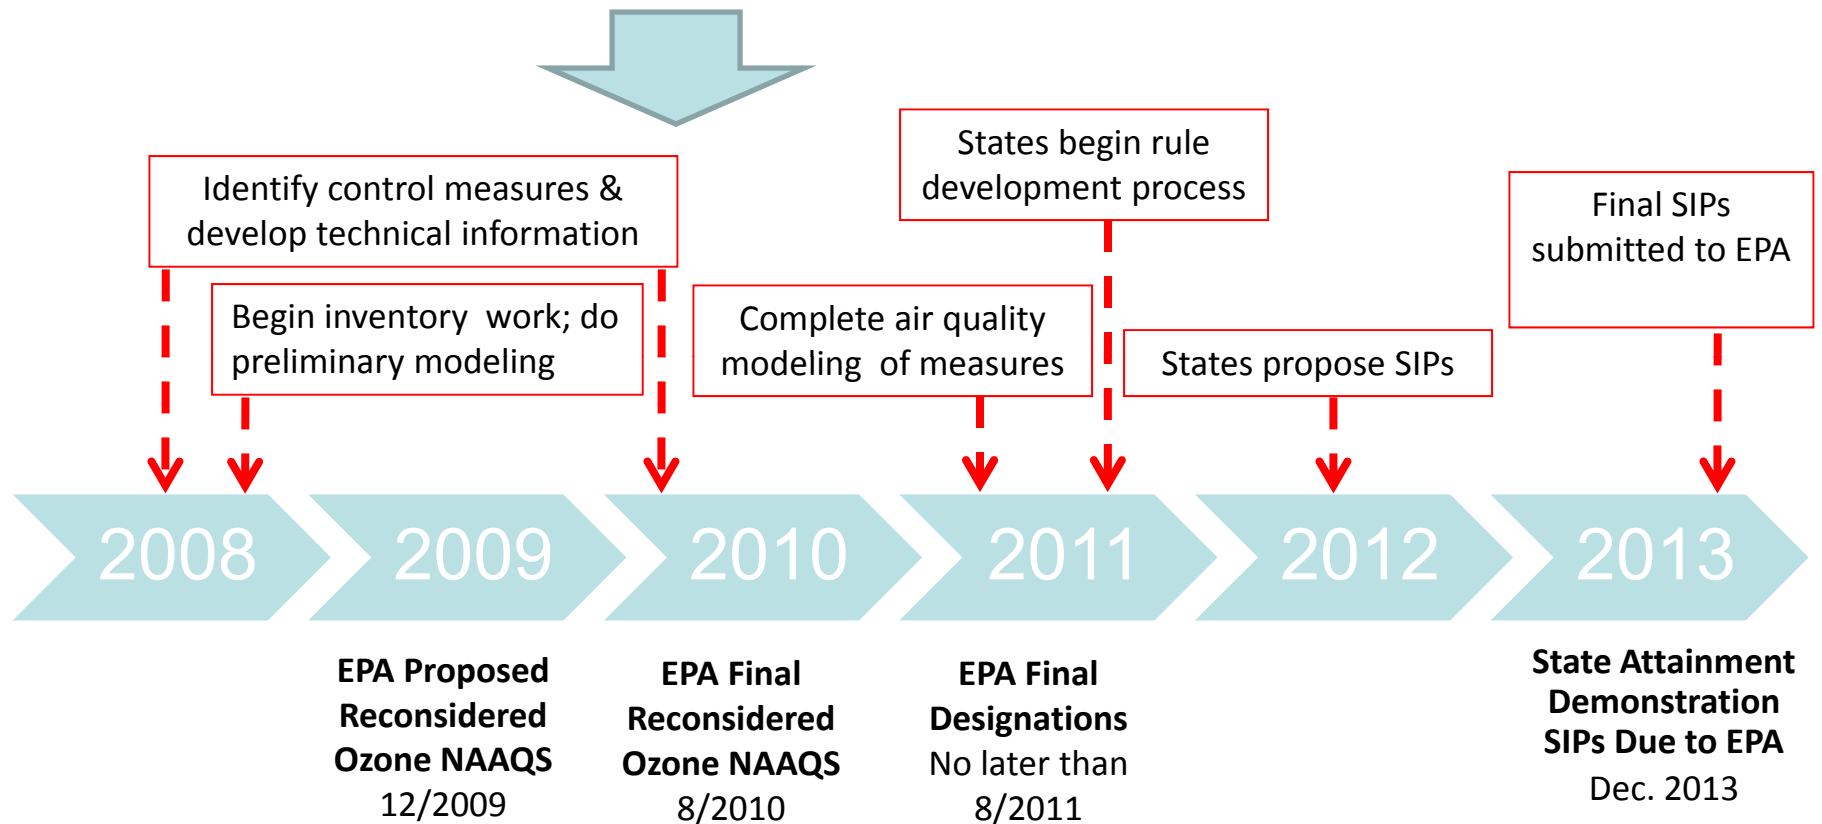 States begin rule
development process
Identify control measures &
develop technical information
Final SIPs
submitted to EPA
Begin inventory work; do
preliminary modeling
Complete air quality
modeling of measures
States propose SIPs
2008
2009
2010
2011
2012
2013
EPA Proposed
Reconsidered
Ozone NAAQS
12/2009
EPA Final
Reconsidered
Ozone NAAQS
8/2010
EPA Final
Designations
No later than
8/2011
State Attainment
Demonstration
SIPs Due to EPA
Dec. 2013